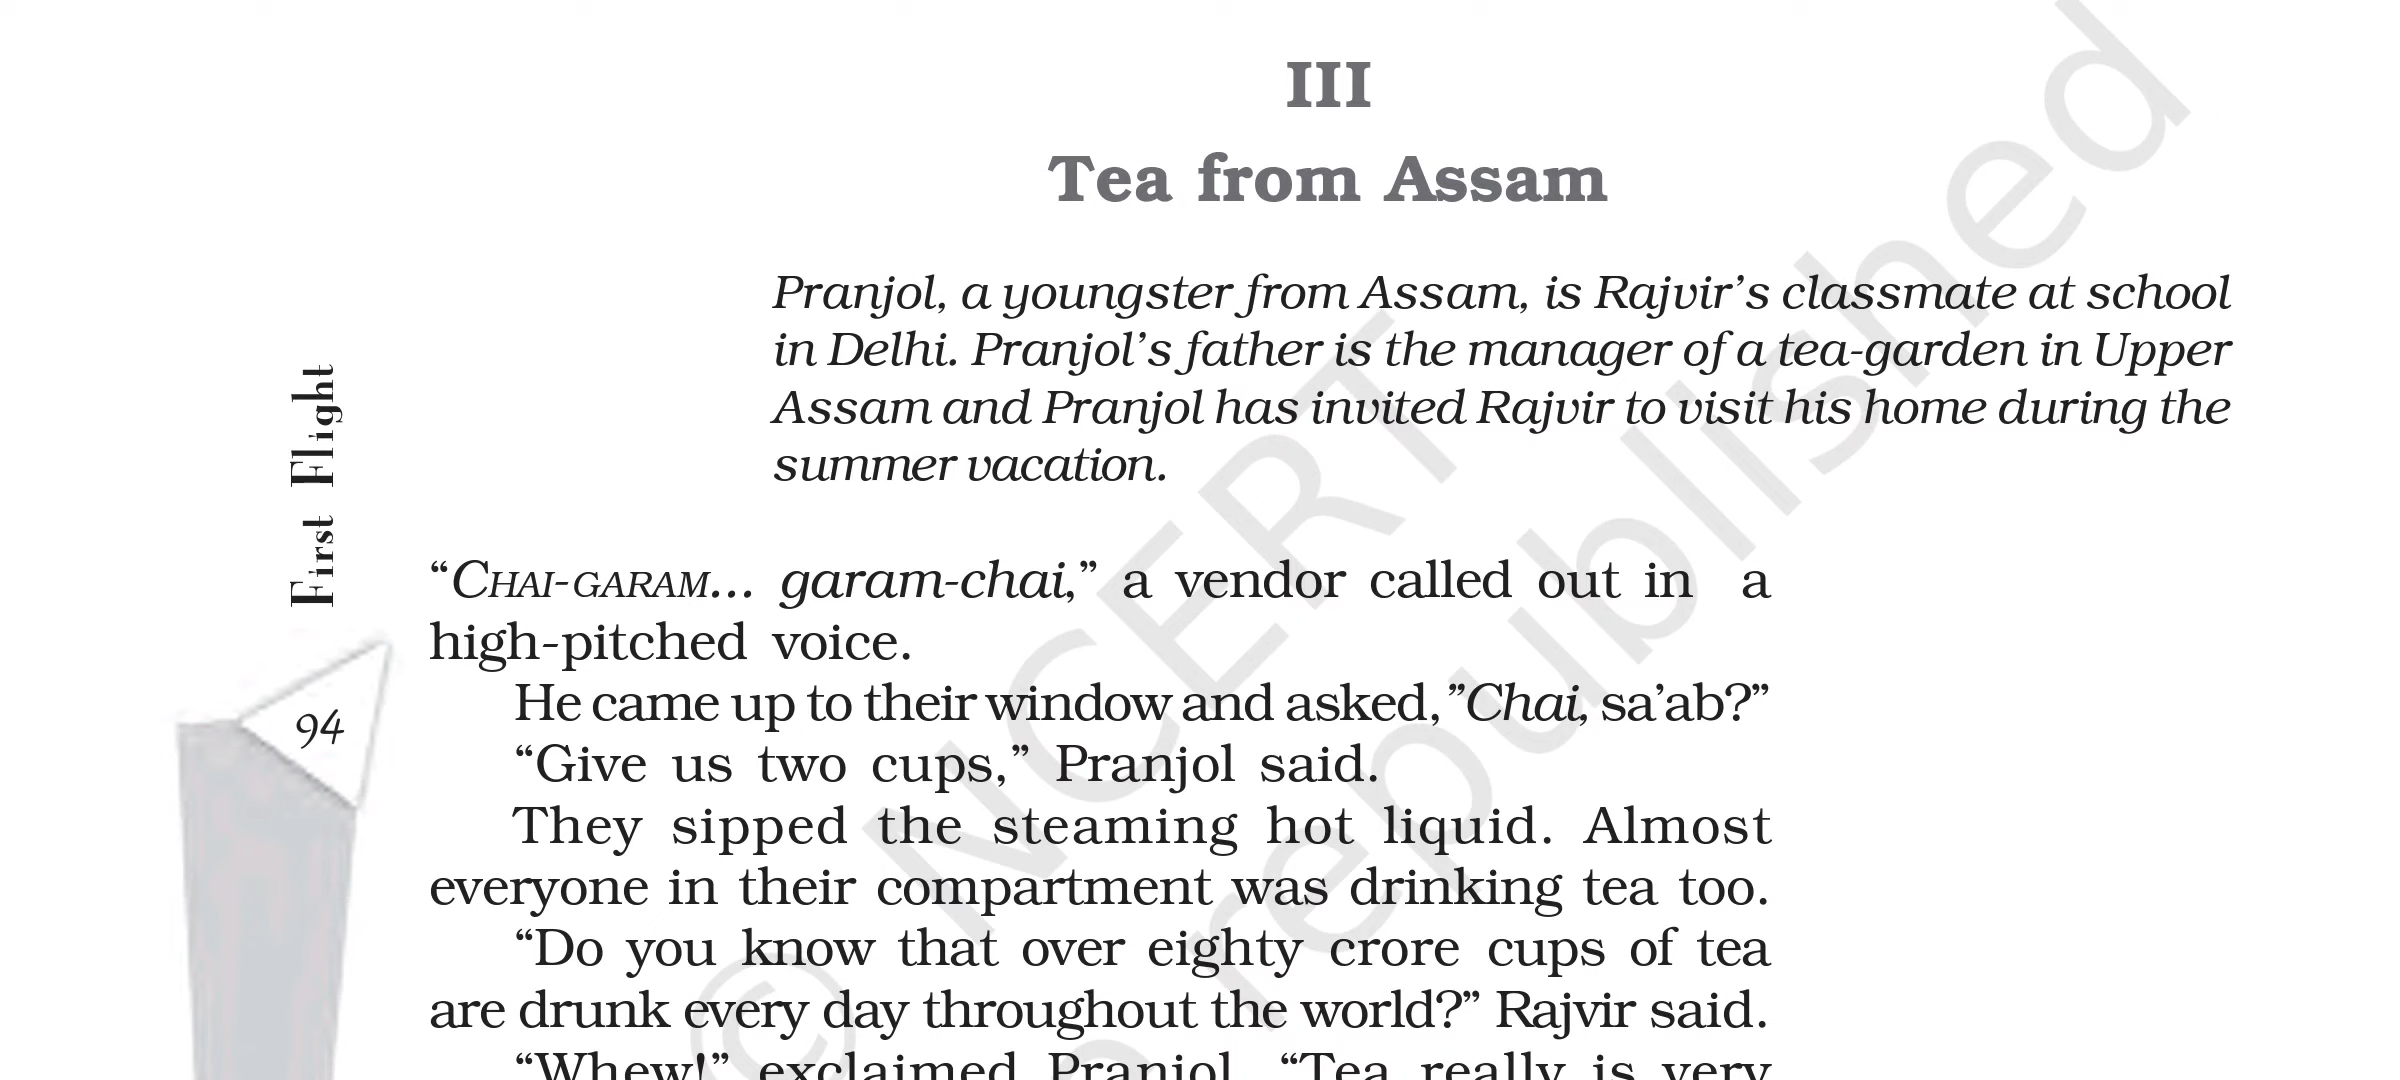 III
Tea from Assam
Pranjol, a youngster from Assam, is Rajvir’s classmate at school
in Delhi. Pranjol’s father is the manager of a tea-garden in Upper
Assam and Pranjol has invited Rajvir to visit his home during the
summer vacation.
First Flight
94
“CHAI-GARAM... garam-chai,” a vendor called out in a
high-pitched voice.
He came up to their window and asked,”Chai, sa’ab?”
“Give us two cups,” Pranjol said.
They sipped the steaming hot liquid. Almost
everyone in their compartment was drinking tea too.
“Do you know that over eighty crore cups of tea
are drunk every day throughout the world?” Rajvir said.
“Whew!” exclaimed Pranjol. “Tea really is very
© NCERT
republished